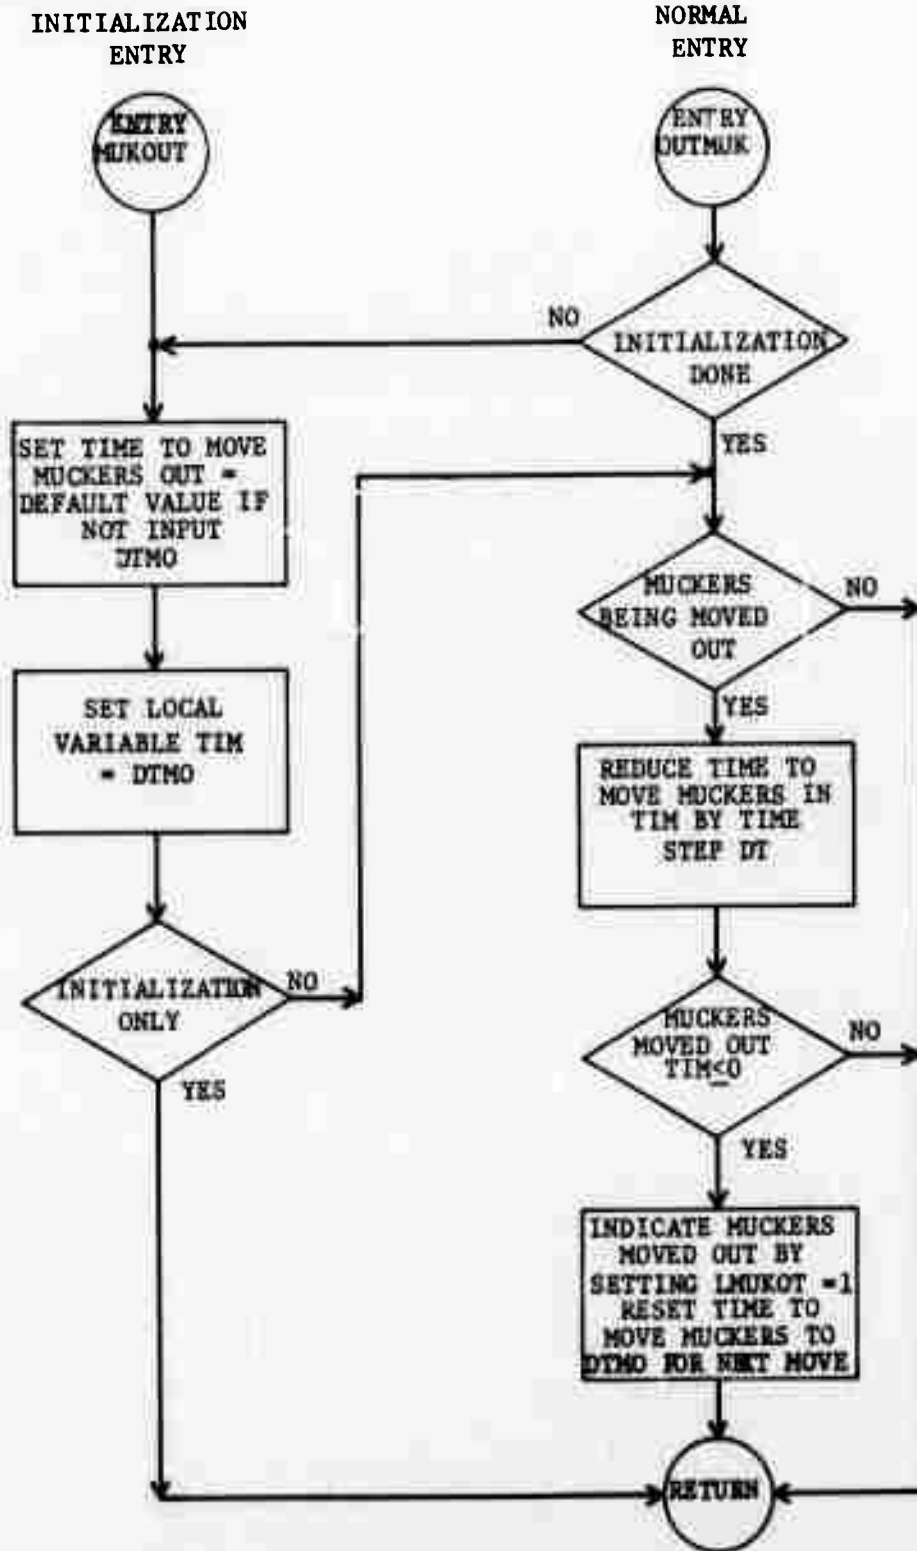 INITIALIZATION
ENTRY
NORMAL
ENTRY
ENTRY
MUKOUT
ENTRY
OUTMUK
NO
INITIALIZATION
DONE
YES
SET TIME TO MOVE
MUCKERS OUT =
DEFAULT VALUE IF
NOT INPUT
DTMO
MUCKERS
BEING MOVED
OUT
NO
YES
SET LOCAL
VARIABLE TIM
= DTMO
REDUCE TIME TO
MOVE MUCKERS IN
TIM BY TIME
STEP DT
INITIALIZATION
ONLY
NO
YES
MUCKERS
MOVED OUT
TIM≤0
NO
YES
INDICATE MUCKERS
MOVED OUT BY
SETTING LMUKOT =1
RESET TIME TO
MOVE MUCKERS TO
DTMO FOR NEXT MOVE
RETURN